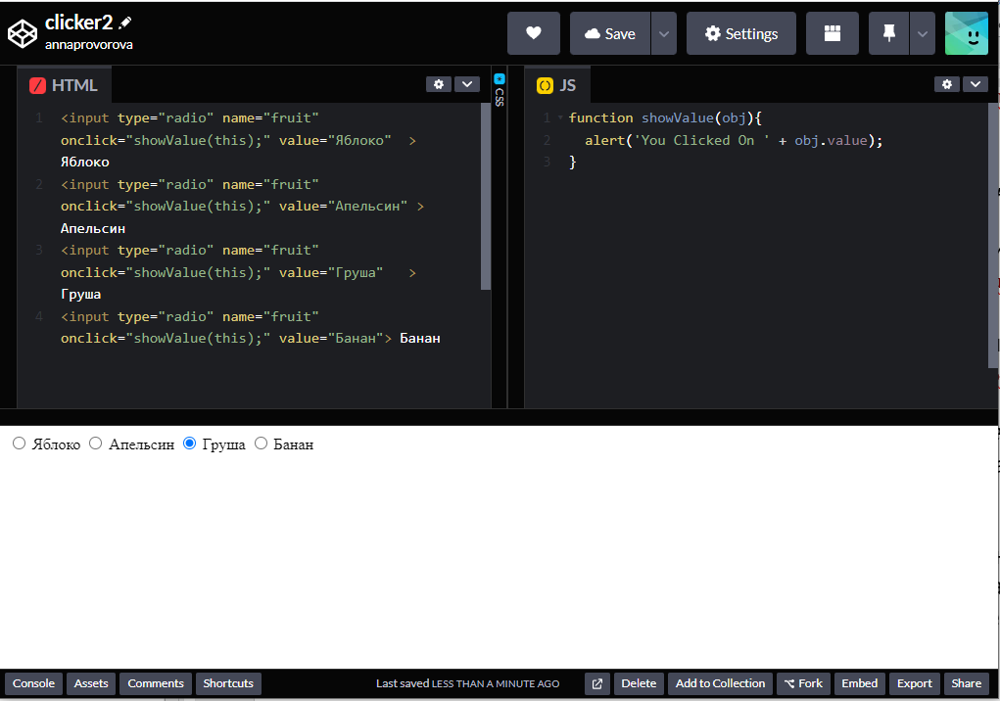 clicker2
annaprovorova
Save
Settings
HTML
CSS
JS
1 <input type="radio" name="fruit"
onclick="showValue(this);" value="Яблоко"  >
Яблоко
2 <input type="radio" name="fruit"
onclick="showValue(this);" value="Апельсин" >
Апельсин
3 <input type="radio" name="fruit"
onclick="showValue(this);" value="Груша"   >
Груша
4 <input type="radio" name="fruit"
onclick="showValue(this);" value="Банан"> Банан
1 function showValue(obj){
2   alert('You Clicked On ' + obj.value);
3 }
Яблоко Апельсин Груша Банан
Console Assets Comments Shortcuts Last saved LESS THAN A MINUTE AGO Delete Add to Collection Fork Embed Export Share